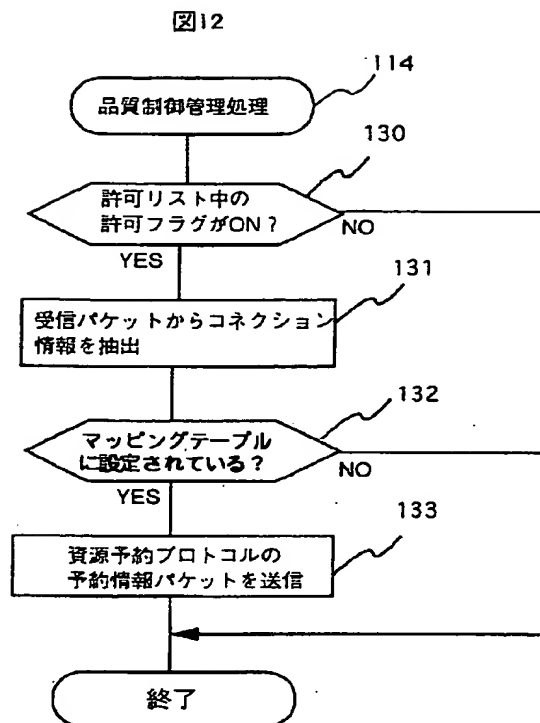 図12
品質制御管理処理
114
130
許可リスト中の
許可フラグがON?
NO
YES
131
受信パケットからコネクション
情報を抽出
132
マッピングテーブル
に設定されている?
NO
YES
133
資源予約プロトコルの
予約情報パケットを送信
終了